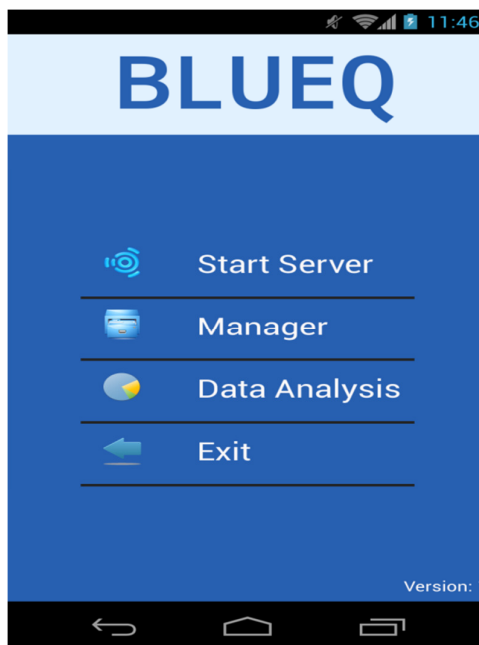 11:46
BLUEQ
Start Server
Manager
Data Analysis
Exit
Version: